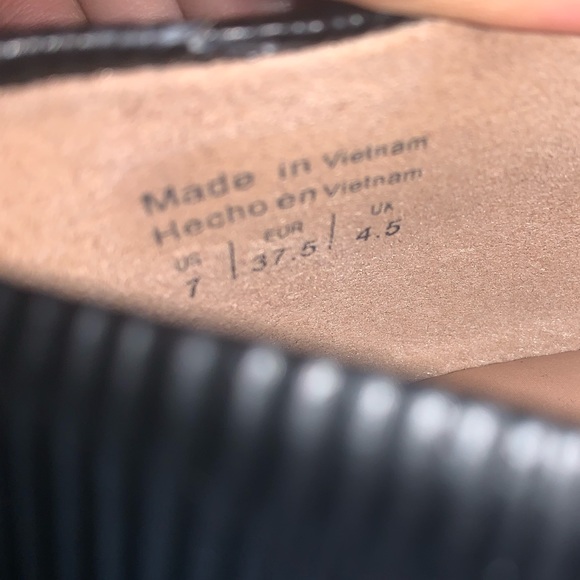 Made in Vietnam
Hecho en Vietnam
US | EUR | UK
7 | 37.5 | 4.5